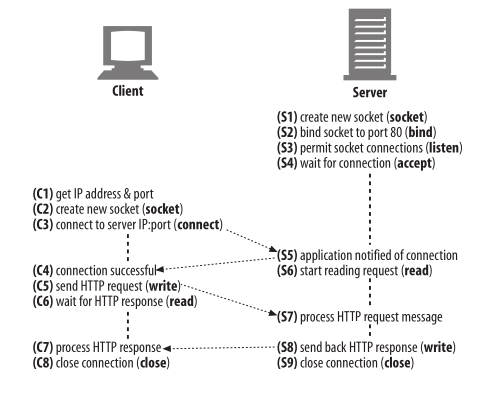 Client
Server
(S1) create new socket (socket)
(S2) bind socket to port 80 (bind)
(S3) permit socket connections (listen)
(S4) wait for connection (accept)
(C1) get IP address & port
(C2) create new socket (socket)
(C3) connect to server IP:port (connect)
(S5) application notified of connection
(S6) start reading request (read)
(C4) connection successful
(C5) send HTTP request (write)
(C6) wait for HTTP response (read)
(S7) process HTTP request message
(C7) process HTTP response
(C8) close connection (close)
(S8) send back HTTP response (write)
(S9) close connection (close)